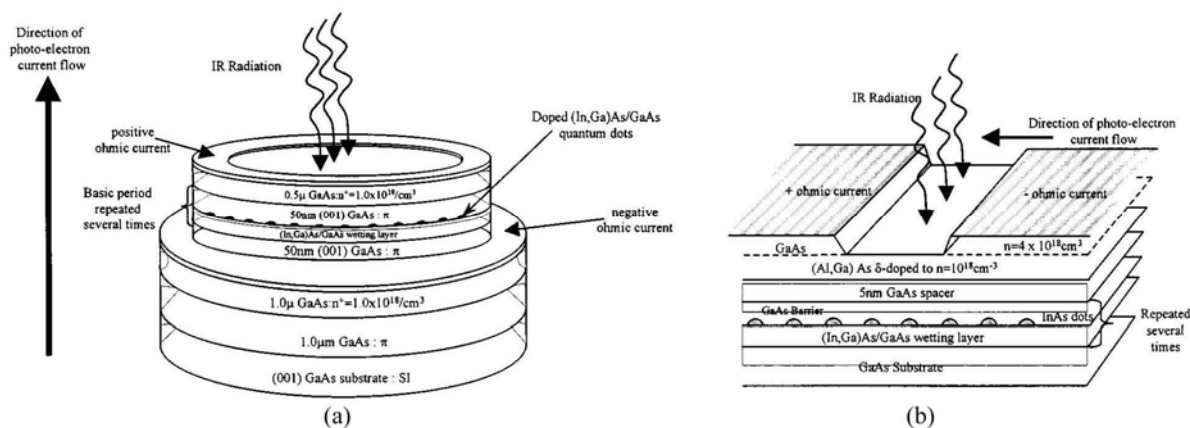 Direction of
photo-electron
current flow
IR Radiation
positive
ohmic current
Doped (In,Ga)As/GaAs
quantum dots
Basic period
repeated
several times
0.5μ GaAs:n⁺=1.0x10¹⁸/cm³
50nm (001) GaAs : π
(In,Ga)As/GaAs wetting layer
50nm (001) GaAs : π
negative
ohmic current
1.0μ GaAs:n⁺=1.0x10¹⁸/cm³
1.0μm GaAs : π
(001) GaAs substrate : SI
(a)
IR Radiation
Direction of photo-electron
current flow
+ ohmic current
- ohmic current
GaAs
n=4 x 10¹⁸cm³
(Al,Ga) As δ-doped to n=10¹⁸cm⁻³
5nm GaAs spacer
GaAs Barrier
InAs dots
(In,Ga)As/GaAs wetting layer
GaAs Substrate
Repeated
several
times
(b)